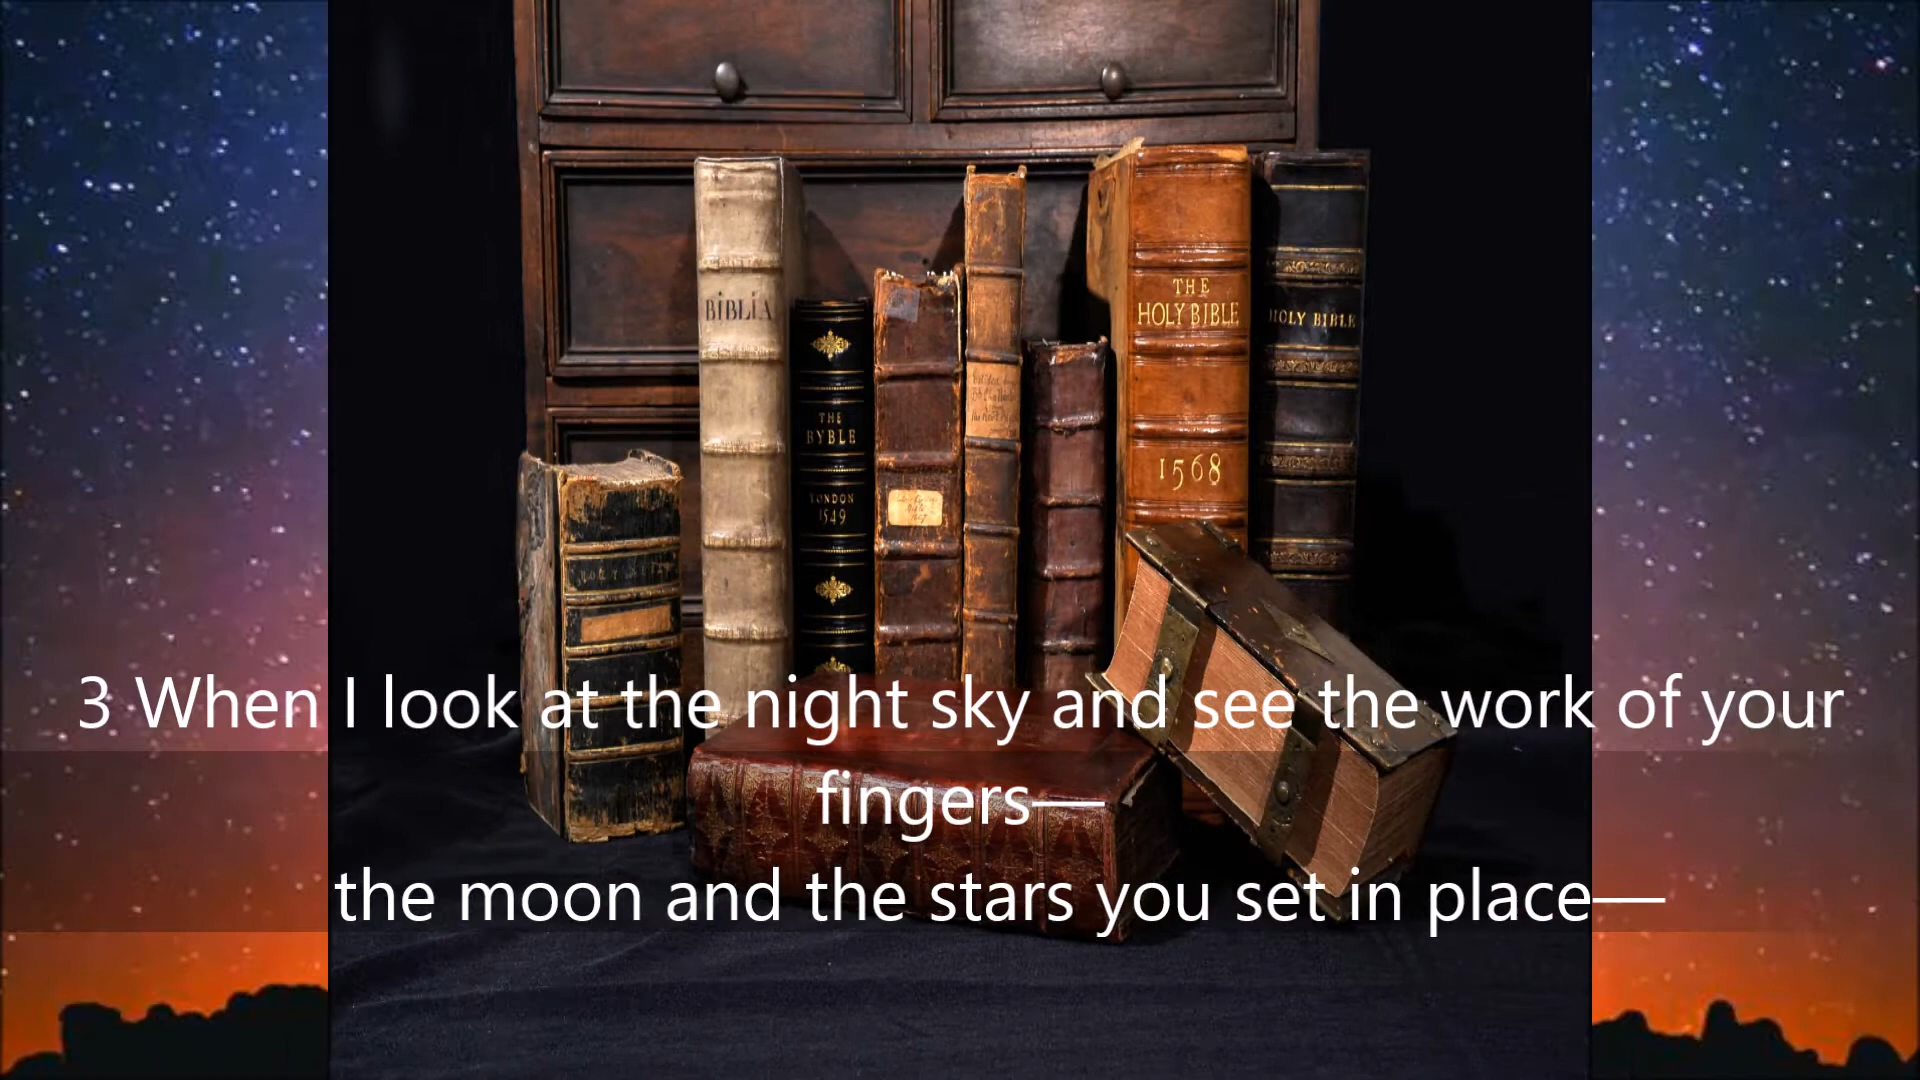 BIBLIA
THE
BYBLE
LONDON
1549
THE
HOLY BIBLE
1568
HOLY BIBLE
3 When I look at the night sky and see the work of your
fingers—
the moon and the stars you set in place—